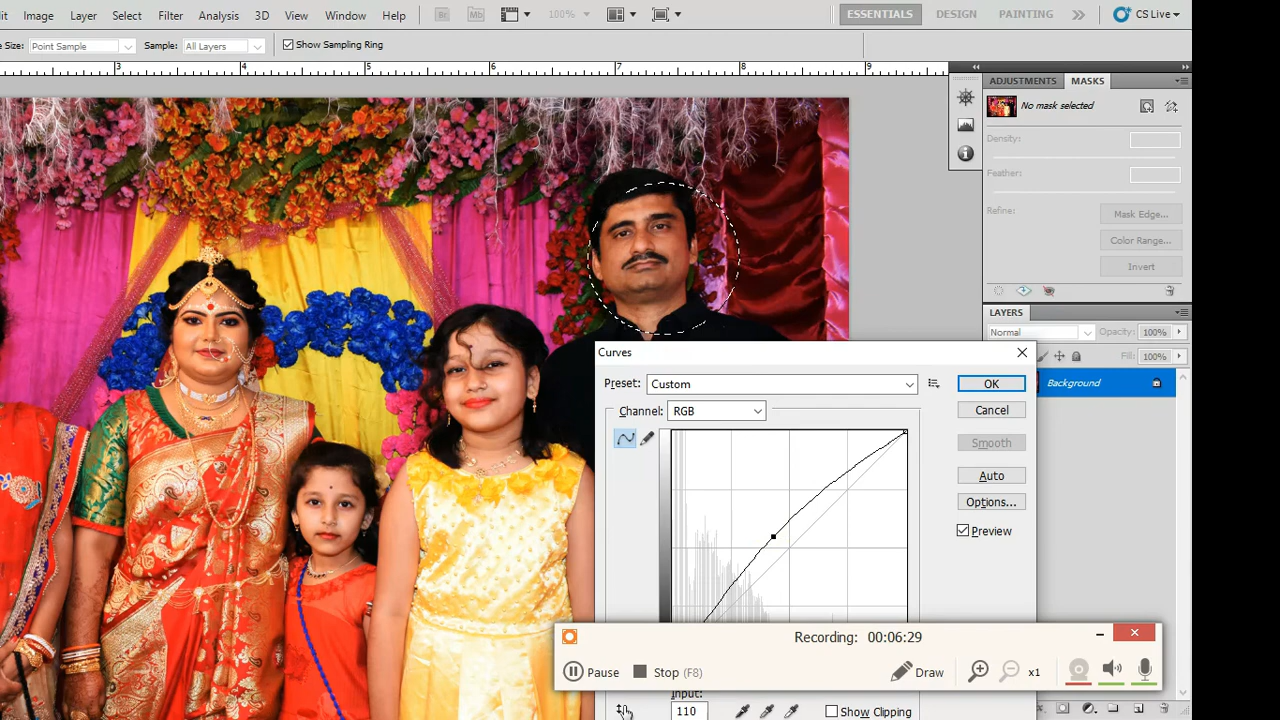 Image Layer Select Filter Analysis 3D View Window Help Br Mb 100% ESSENTIALS DESIGN PAINTING CS Live
Size: Point Sample Sample: All Layers Show Sampling Ring
3 4 5 6 7 8 9
ADJUSTMENTS MASKS
No mask selected
Density:
Feather:
Refine: Mask Edge...
Color Range...
Invert
LAYERS
Normal Opacity: 100%
Fill: 100%
Background
Curves
Preset: Custom OK
Channel: RGB Cancel
Smooth
Auto
Options...
Preview
Recording: 00:06:29
Pause Stop (F8) Draw x1
Input:
110 Show Clipping